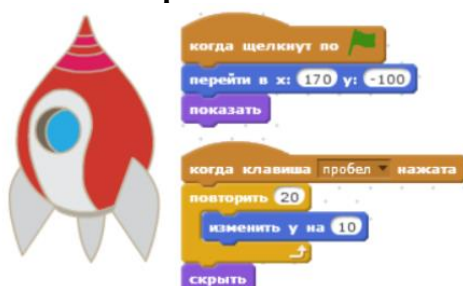 когда щелкнут по
перейти в x: 170 y: -100
показать
когда клавиша пробел нажата
повторить 20
изменить y на 10
скрыть